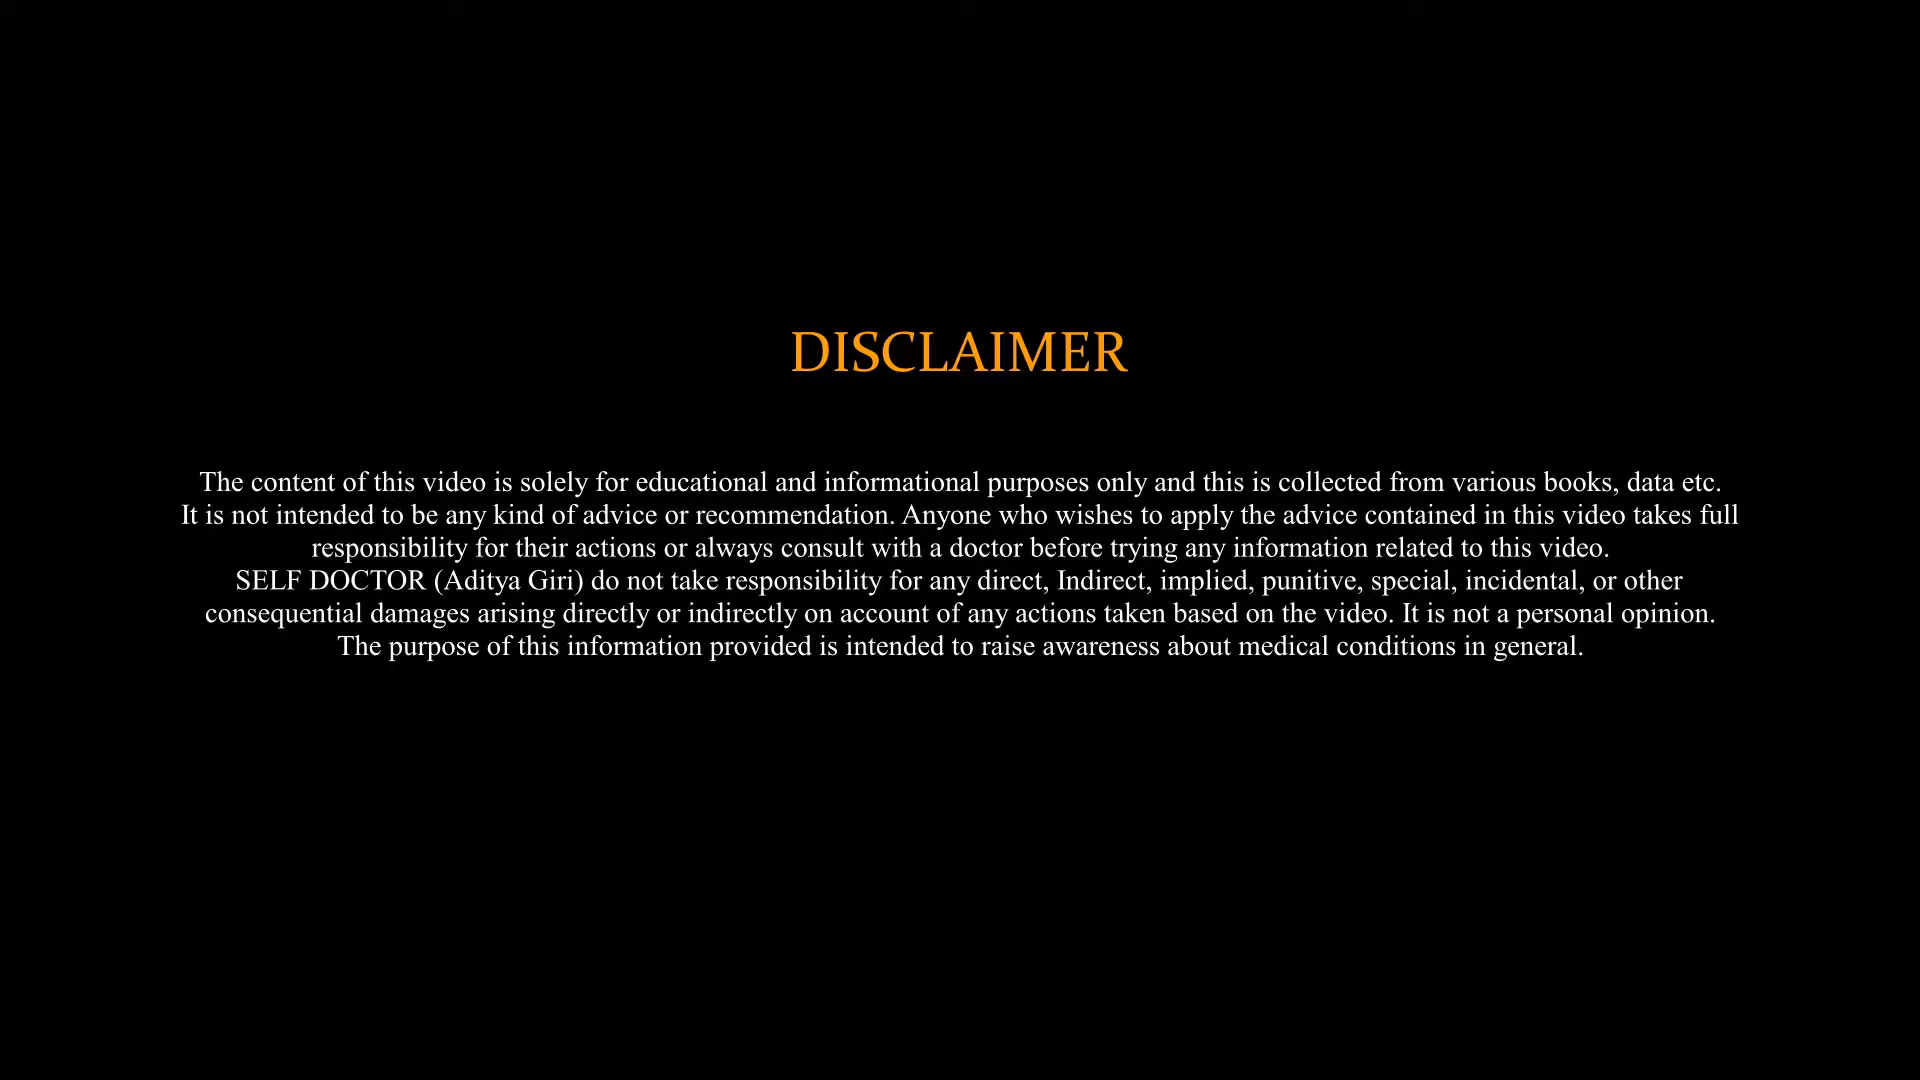 DISCLAIMER
The content of this video is solely for educational and informational purposes only and this is collected from various books, data etc.
It is not intended to be any kind of advice or recommendation. Anyone who wishes to apply the advice contained in this video takes full
responsibility for their actions or always consult with a doctor before trying any information related to this video.
SELF DOCTOR (Aditya Giri) do not take responsibility for any direct, Indirect, implied, punitive, special, incidental, or other
consequential damages arising directly or indirectly on account of any actions taken based on the video. It is not a personal opinion.
The purpose of this information provided is intended to raise awareness about medical conditions in general.